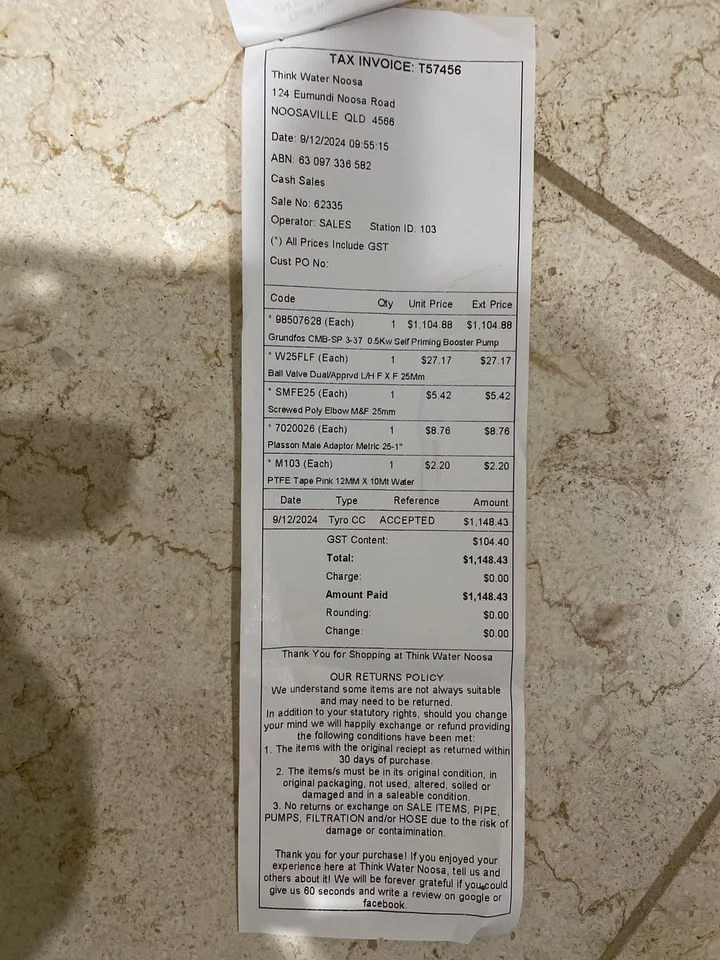 TAX INVOICE: T57456
Think Water Noosa
124 Eumundi Noosa Road
NOOSAVILLE QLD 4566
Date: 9/12/2024 09:55:15
ABN: 63 097 336 582
Cash Sales
Sale No: 62335
Operator: SALES Station ID. 103
(*) All Prices Include GST
Cust PO No:
Code Qty Unit Price Ext Price
* 98507628 (Each) 1 $1,104.88 $1,104.88
Grundfos CMB-SP 3-37 0.5Kw Self Priming Booster Pump
* W25FLF (Each) 1 $27.17 $27.17
Ball Valve Dual/Apprvd L/H F X F 25Mm
* SMFE25 (Each) 1 $5.42 $5.42
Screwed Poly Elbow M&F 25mm
* 7020026 (Each) 1 $8.76 $8.76
Plasson Male Adaptor Metric 25-1"
* M103 (Each) 1 $2.20 $2.20
PTFE Tape Pink 12MM X 10Mt Water
Date Type Reference Amount
9/12/2024 Tyro CC ACCEPTED $1,148.43
GST Content: $104.40
Total: $1,148.43
Charge: $0.00
Amount Paid $1,148.43
Rounding: $0.00
Change: $0.00
Thank You for Shopping at Think Water Noosa
OUR RETURNS POLICY
We understand some items are not always suitable
and may need to be returned.
In addition to your statutory rights, should you change
your mind we will happily exchange or refund providing
the following conditions have been met:
1. The items with the original reciept as returned within
30 days of purchase.
2. The items/s must be in its original condition, in
original packaging, not used, altered, soiled or
damaged and in a saleable condition.
3. No returns or exchange on SALE ITEMS, PIPE,
PUMPS, FILTRATION and/or HOSE due to the risk of
damage or contaimination.
Thank you for your purchase! If you enjoyed your
experience here at Think Water Noosa, tell us and
others about it! We will be forever grateful if you could
give us 60 seconds and write a review on google or
facebook.